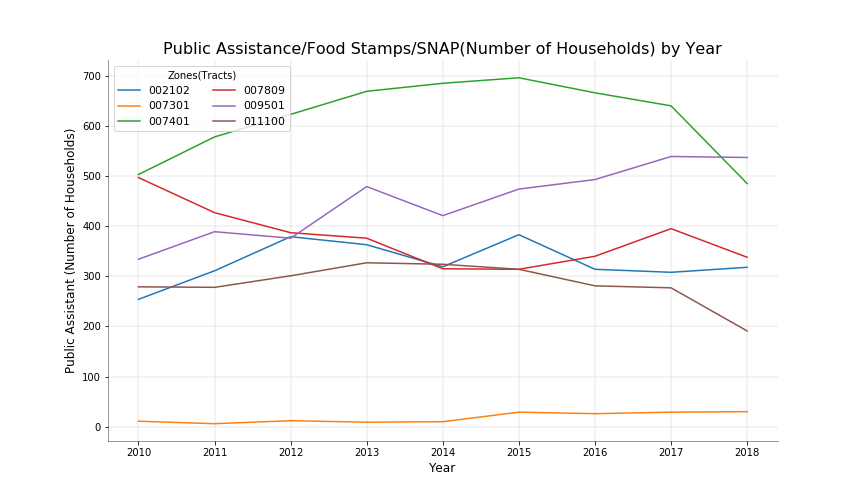 Public Assistance/Food Stamps/SNAP(Number of Households) by Year
Zones(Tracts)
002102 007809
007301 009501
007401 011100
Public Assistant (Number of Households)
700
600
500
400
300
200
100
0
2010 2011 2012 2013 2014 2015 2016 2017 2018
Year